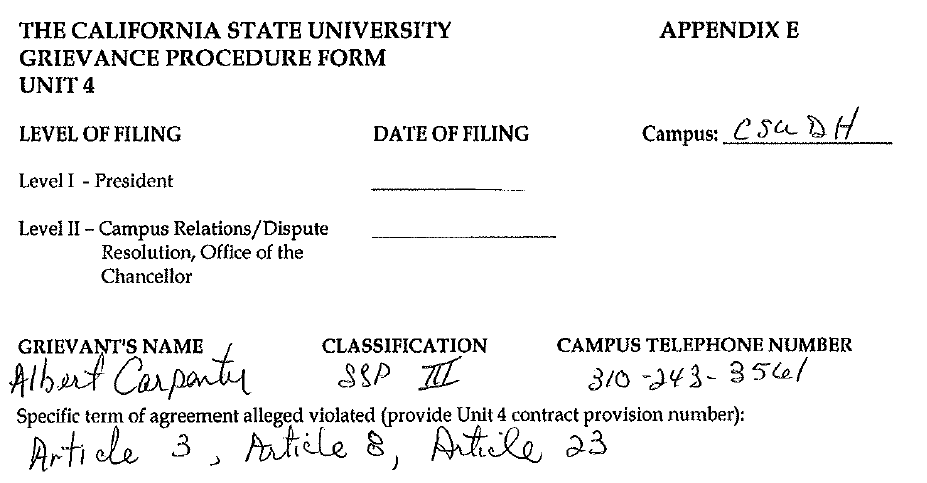 THE CALIFORNIA STATE UNIVERSITY APPENDIX E
GRIEVANCE PROCEDURE FORM
UNIT 4
LEVEL OF FILING DATE OF FILING Campus: CSUDH
Level I - President
Level II – Campus Relations/Dispute
Resolution, Office of the
Chancellor
GRIEVANT'S NAME CLASSIFICATION CAMPUS TELEPHONE NUMBER
Albert SSP III 310-243-3561
Specific term of agreement alleged violated (provide Unit 4 contract provision number):
Article 3, Article 8, Article 23